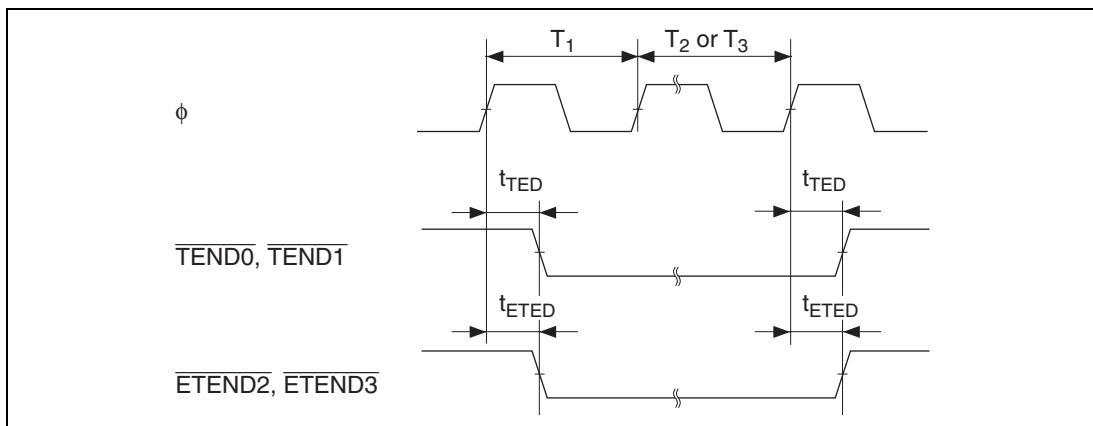 T1 T2 or T3
ϕ
tTED tTED
TEND0, TEND1
tETED tETED
ETEND2, ETEND3